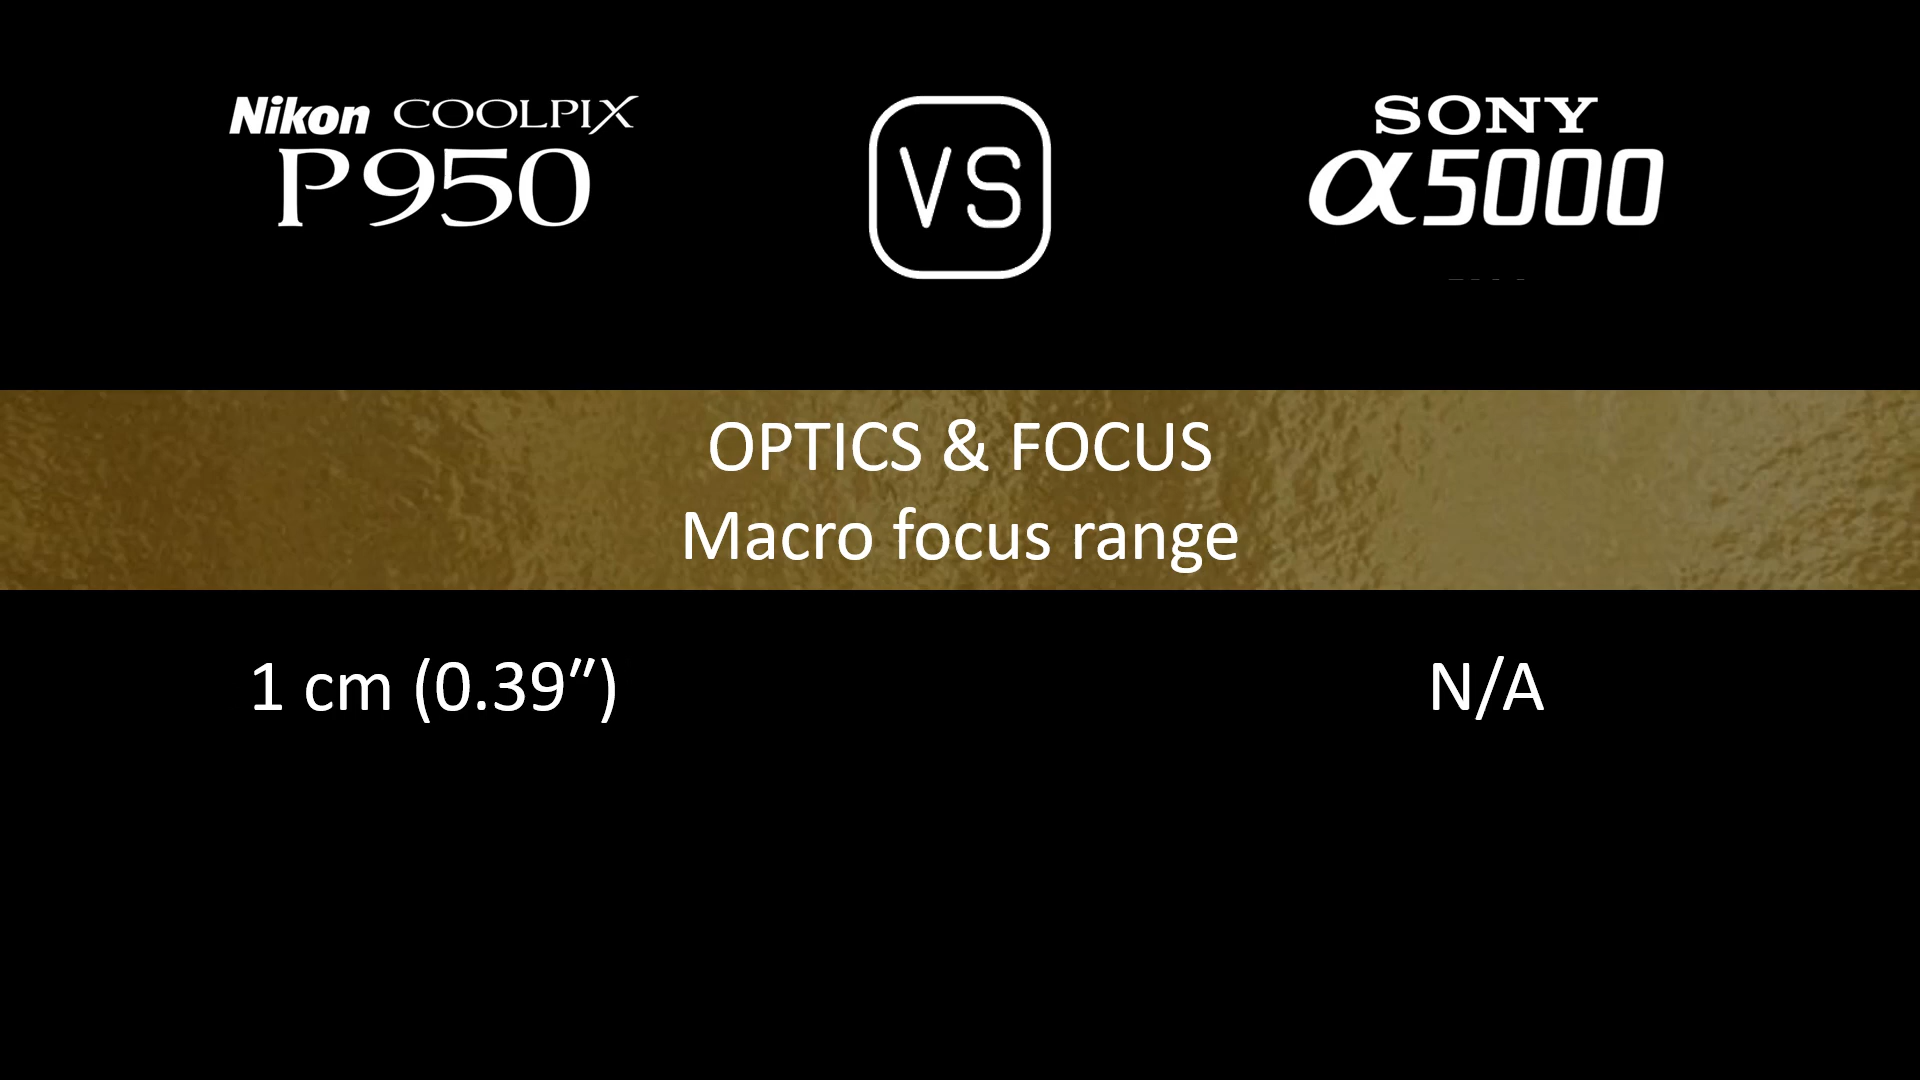 Nikon COOLPIX
P950
VS
SONY
α5000
OPTICS & FOCUS
Macro focus range
1 cm (0.39″)
N/A